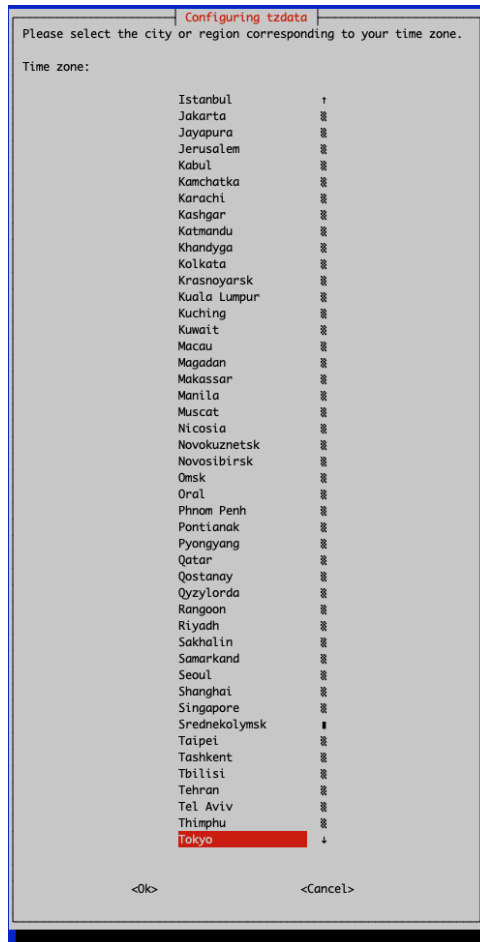 Configuring tzdata
Please select the city or region corresponding to your time zone.
Time zone:
Istanbul
Jakarta
Jayapura
Jerusalem
Kabul
Kamchatka
Karachi
Kashgar
Katmandu
Khandyga
Kolkata
Krasnoyarsk
Kuala Lumpur
Kuching
Kuwait
Macau
Magadan
Makassar
Manila
Muscat
Nicosia
Novokuznetsk
Novosibirsk
Omsk
Oral
Phnom Penh
Pontianak
Pyongyang
Qatar
Qostanay
Qyzylorda
Rangoon
Riyadh
Sakhalin
Samarkand
Seoul
Shanghai
Singapore
Srednekolymsk
Taipei
Tashkent
Tbilisi
Tehran
Tel Aviv
Thimphu
Tokyo
<Ok> <Cancel>